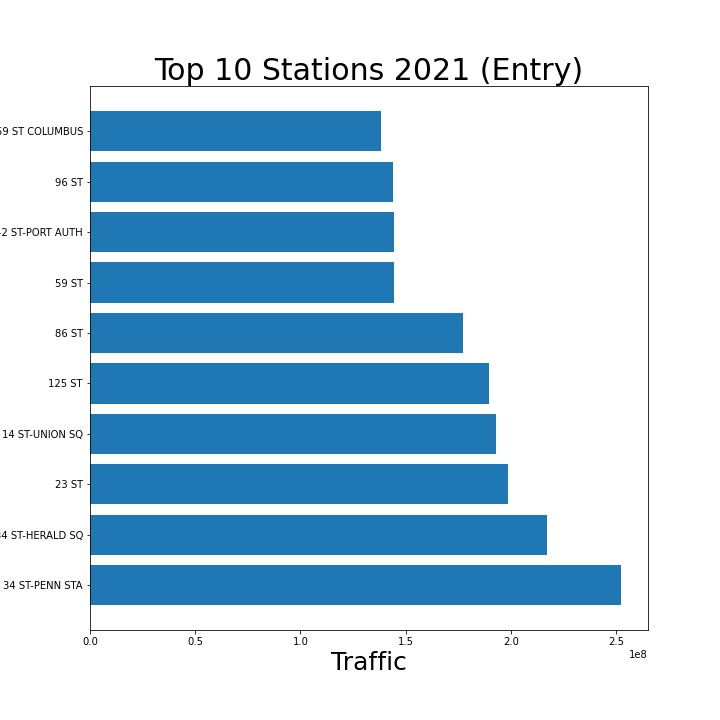 Top 10 Stations 2021 (Entry)
59 ST COLUMBUS
96 ST
2 ST-PORT AUTH
59 ST
86 ST
125 ST
14 ST-UNION SQ
23 ST
34 ST-HERALD SQ
34 ST-PENN STA
0.0 0.5 1.0 1.5 2.0 2.5
1e8
Traffic